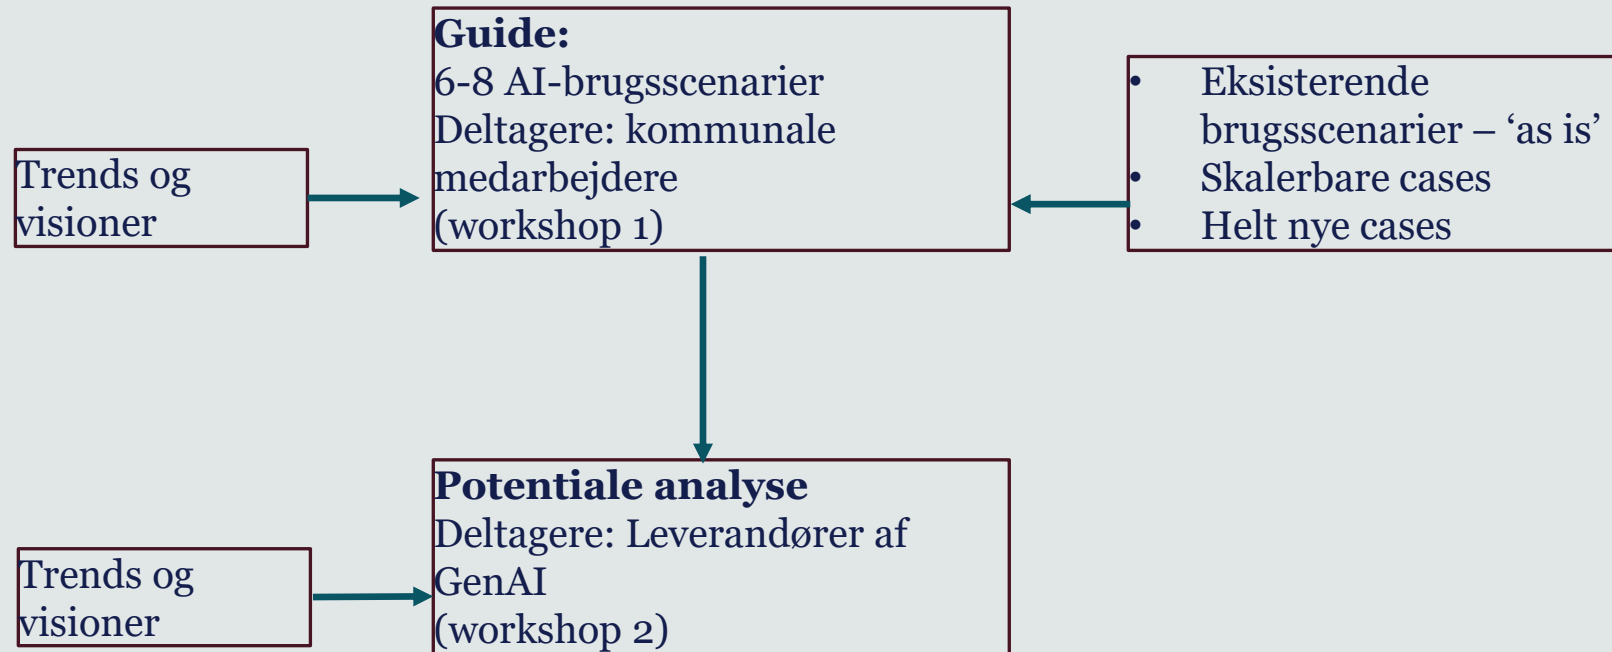 Guide:
6-8 AI-brugsscenarier
Deltagere: kommunale
medarbejdere
(workshop 1)
Trends og
visioner
• Eksisterende
brugsscenarier – ‘as is’
• Skalerbare cases
• Helt nye cases
Potentiale analyse
Deltagere: Leverandører af
GenAI
(workshop 2)
Trends og
visioner